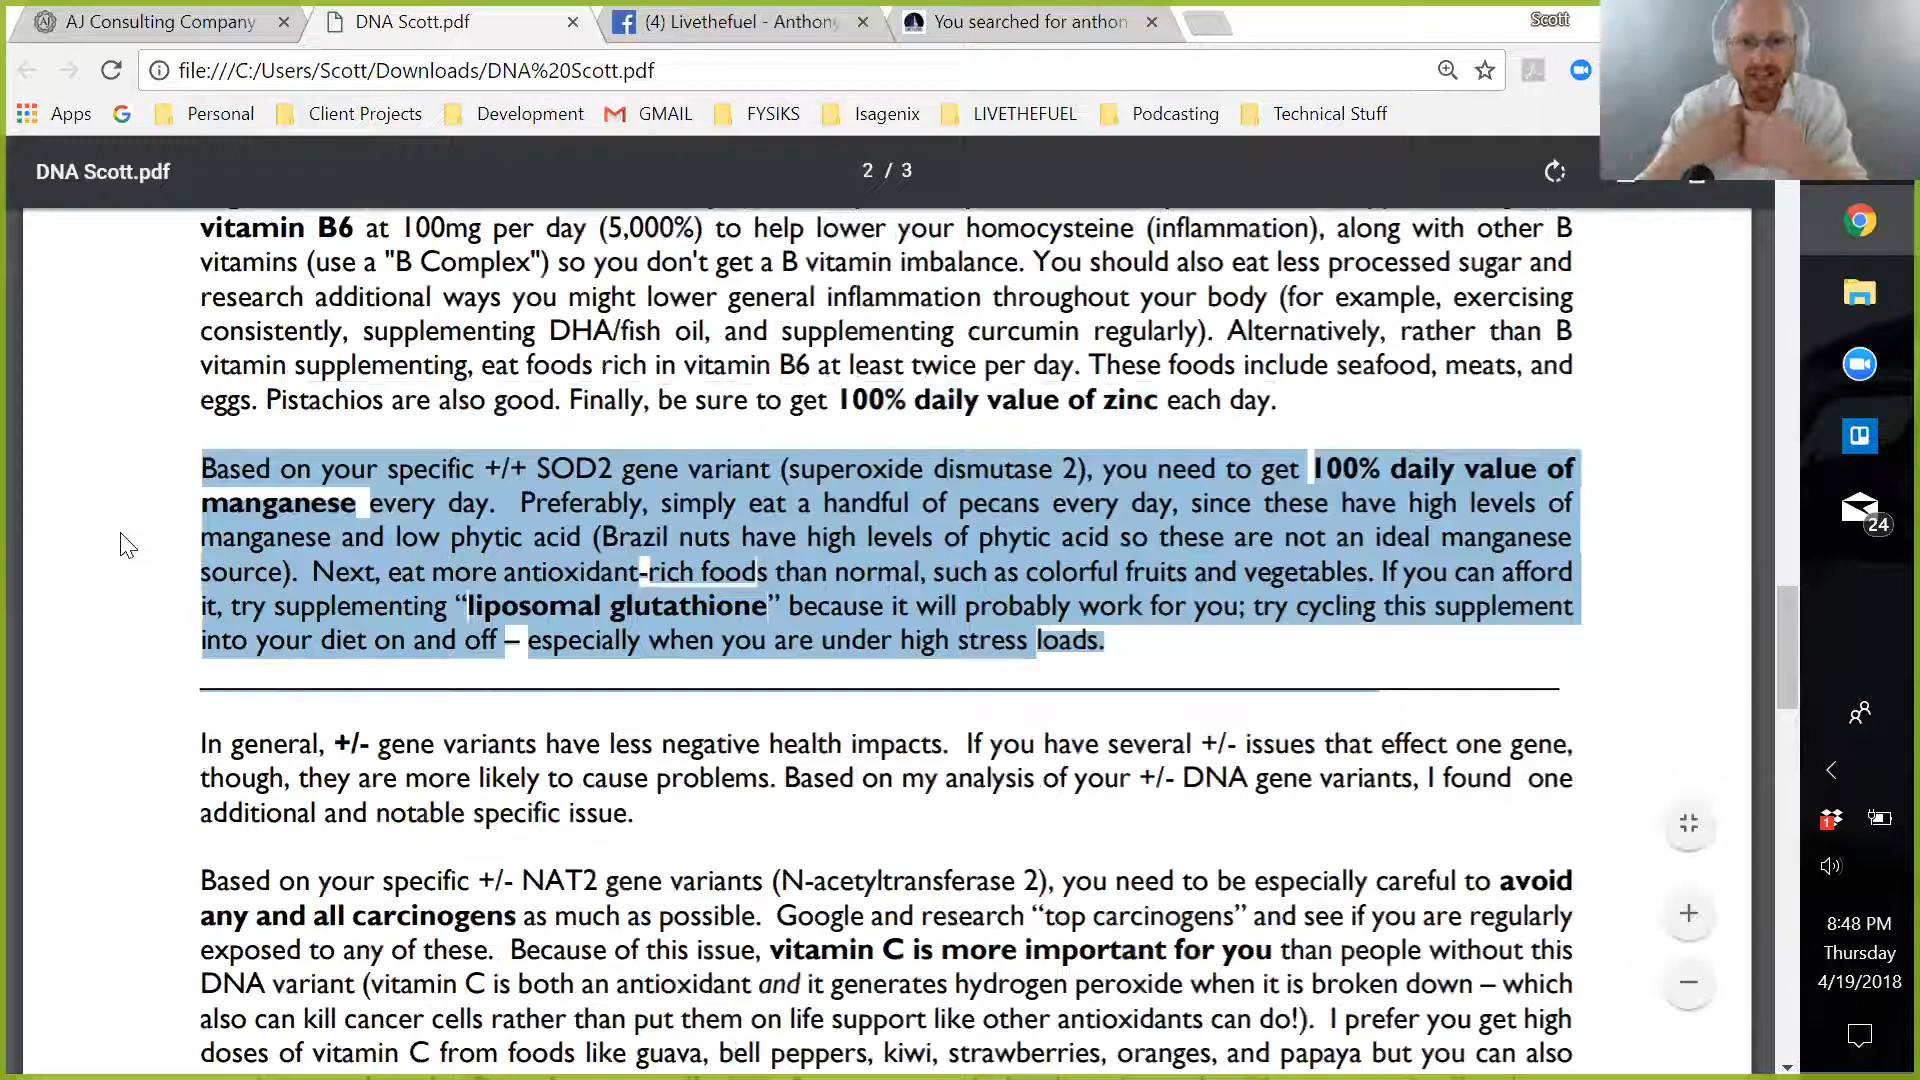 AJ Consulting Company
DNA Scott.pdf
(4) Livethefuel - Anthony
You searched for anthon
Scott
file:///C:/Users/Scott/Downloads/DNA%20Scott.pdf
Apps
Personal
Client Projects
Development
GMAIL
FYSIKS
Isagenix
LIVETHEFUEL
Podcasting
Technical Stuff
DNA Scott.pdf
2 / 3
vitamin B6 at 100mg per day (5,000%) to help lower your homocysteine (inflammation), along with other B
vitamins (use a "B Complex") so you don't get a B vitamin imbalance. You should also eat less processed sugar and
research additional ways you might lower general inflammation throughout your body (for example, exercising
consistently, supplementing DHA/fish oil, and supplementing curcumin regularly). Alternatively, rather than B
vitamin supplementing, eat foods rich in vitamin B6 at least twice per day. These foods include seafood, meats, and
eggs. Pistachios are also good. Finally, be sure to get 100% daily value of zinc each day.
Based on your specific +/+ SOD2 gene variant (superoxide dismutase 2), you need to get 100% daily value of
manganese every day. Preferably, simply eat a handful of pecans every day, since these have high levels of
manganese and low phytic acid (Brazil nuts have high levels of phytic acid so these are not an ideal manganese
source). Next, eat more antioxidant-rich foods than normal, such as colorful fruits and vegetables. If you can afford
it, try supplementing “liposomal glutathione” because it will probably work for you; try cycling this supplement
into your diet on and off – especially when you are under high stress loads.
In general, +/- gene variants have less negative health impacts. If you have several +/- issues that effect one gene,
though, they are more likely to cause problems. Based on my analysis of your +/- DNA gene variants, I found one
additional and notable specific issue.
Based on your specific +/- NAT2 gene variants (N-acetyltransferase 2), you need to be especially careful to avoid
any and all carcinogens as much as possible. Google and research “top carcinogens” and see if you are regularly
exposed to any of these. Because of this issue, vitamin C is more important for you than people without this
DNA variant (vitamin C is both an antioxidant and it generates hydrogen peroxide when it is broken down – which
also can kill cancer cells rather than put them on life support like other antioxidants can do!). I prefer you get high
doses of vitamin C from foods like guava, bell peppers, kiwi, strawberries, oranges, and papaya but you can also
24
1
8:48 PM
Thursday
4/19/2018